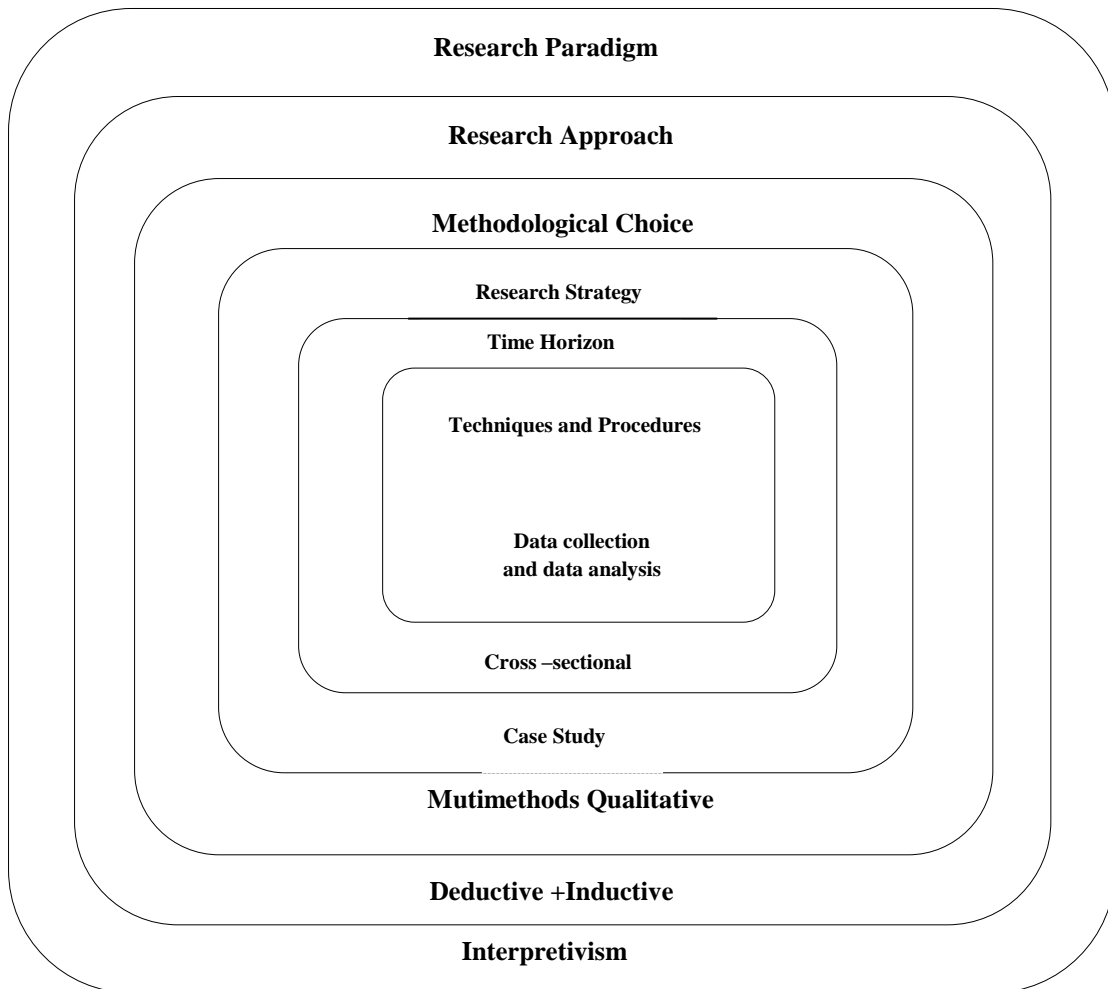 Research Paradigm
Research Approach
Methodological Choice
Research Strategy
Time Horizon
Techniques and Procedures
Data collection
and data analysis
Cross –sectional
Case Study
Mutimethods Qualitative
Deductive +Inductive
Interpretivism